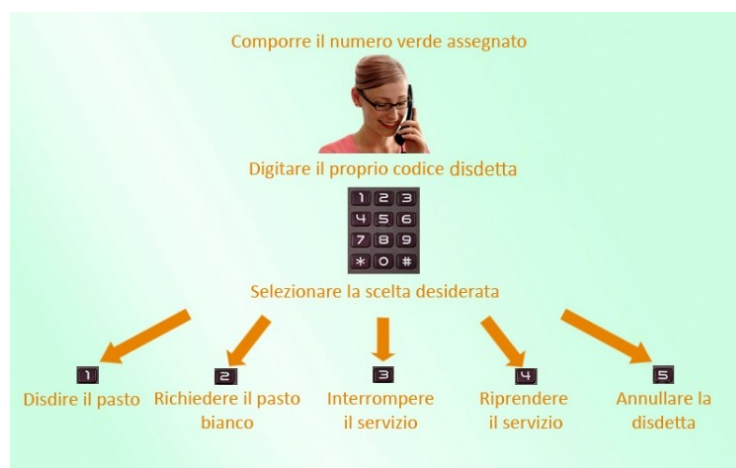 Comporre il numero verde assegnato
Digitare il proprio codice disdetta
1 2 3
4 5 6
7 8 9
* 0 #
Selezionare la scelta desiderata
1
Disdire il pasto
2
Richiedere il pasto
bianco
3
Interrompere
il servizio
4
Riprendere
il servizio
5
Annullare la
disdetta